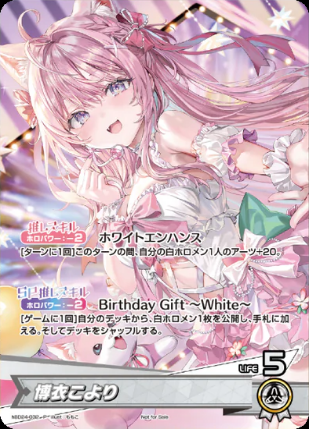 推しスキル
ホロパワー：-2
ホワイトエンハンス
[ターンに1回]このターンの間、自分の白ホロメン1人のアーツ+20。
SP推しスキル
ホロパワー：-2
Birthday Gift ～White～
[ゲームに1回]自分のデッキから、白ホロメン1枚を公開し、手札に加
える。そしてデッキをシャッフルする。
LIFE 5
博衣こより
Not For Sale